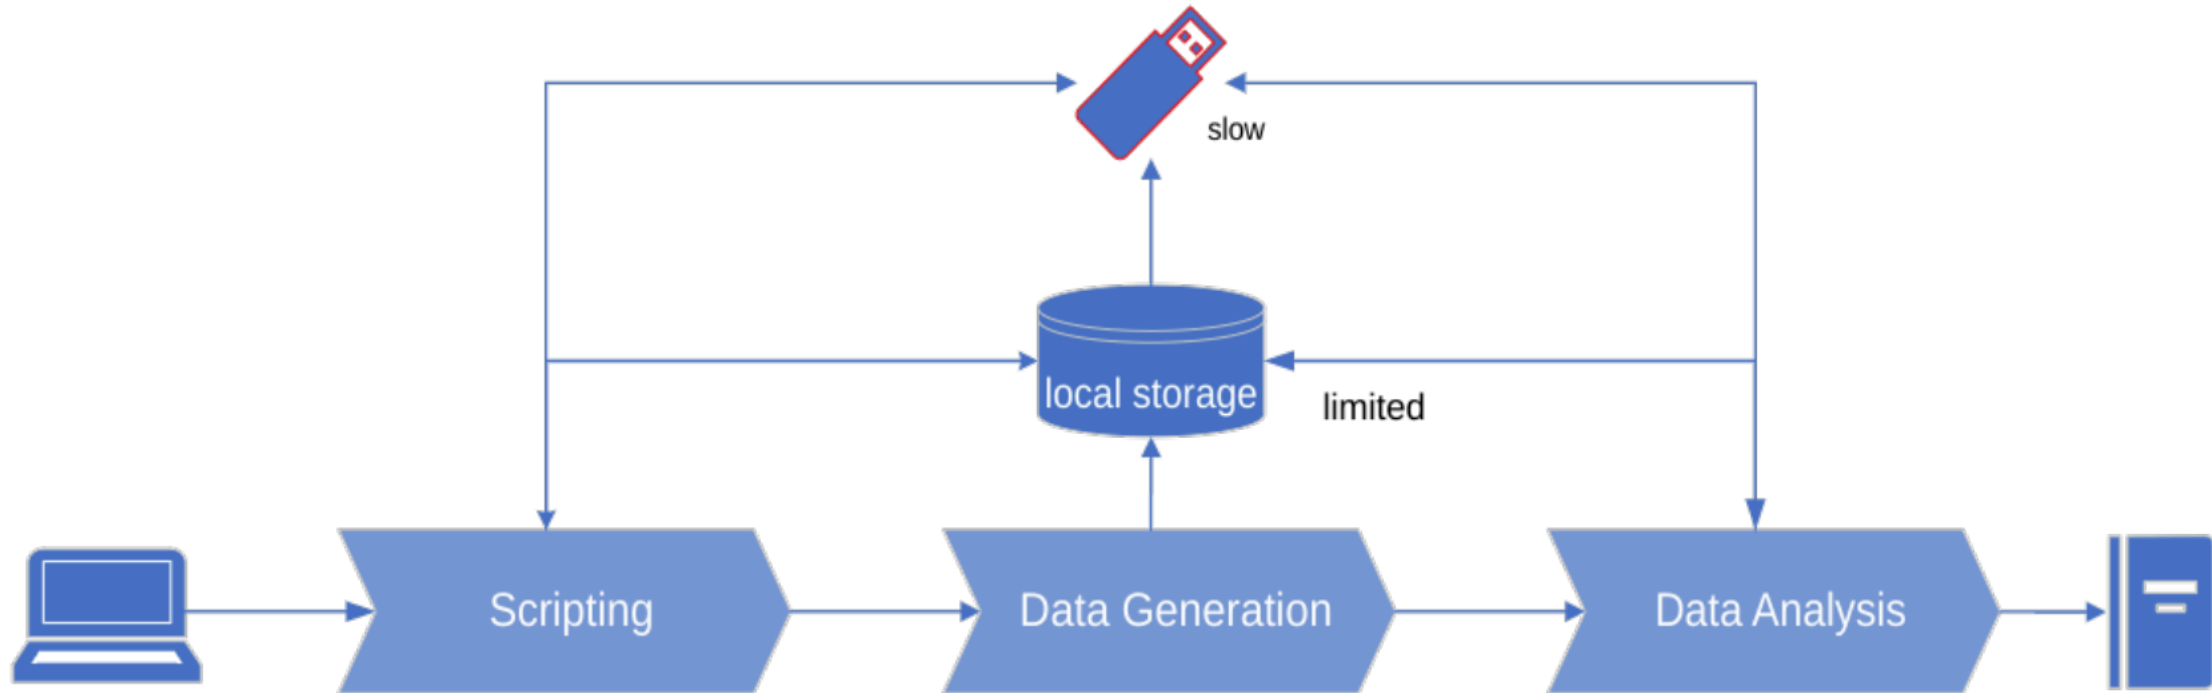 slow
local storage
limited
Scripting
Data Generation
Data Analysis